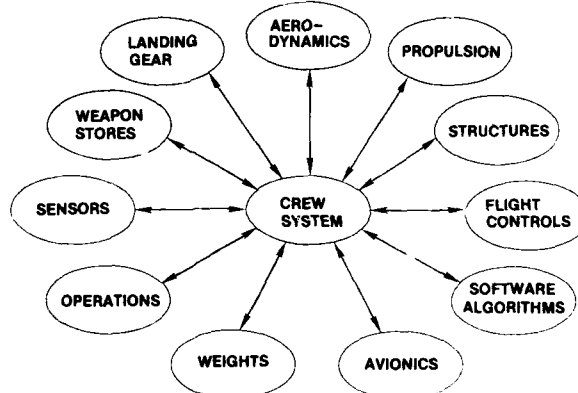 AERO-
DYNAMICS
LANDING
GEAR
PROPULSION
WEAPON
STORES
STRUCTURES
SENSORS
CREW
SYSTEM
FLIGHT
CONTROLS
OPERATIONS
SOFTWARE
ALGORITHMS
WEIGHTS
AVIONICS